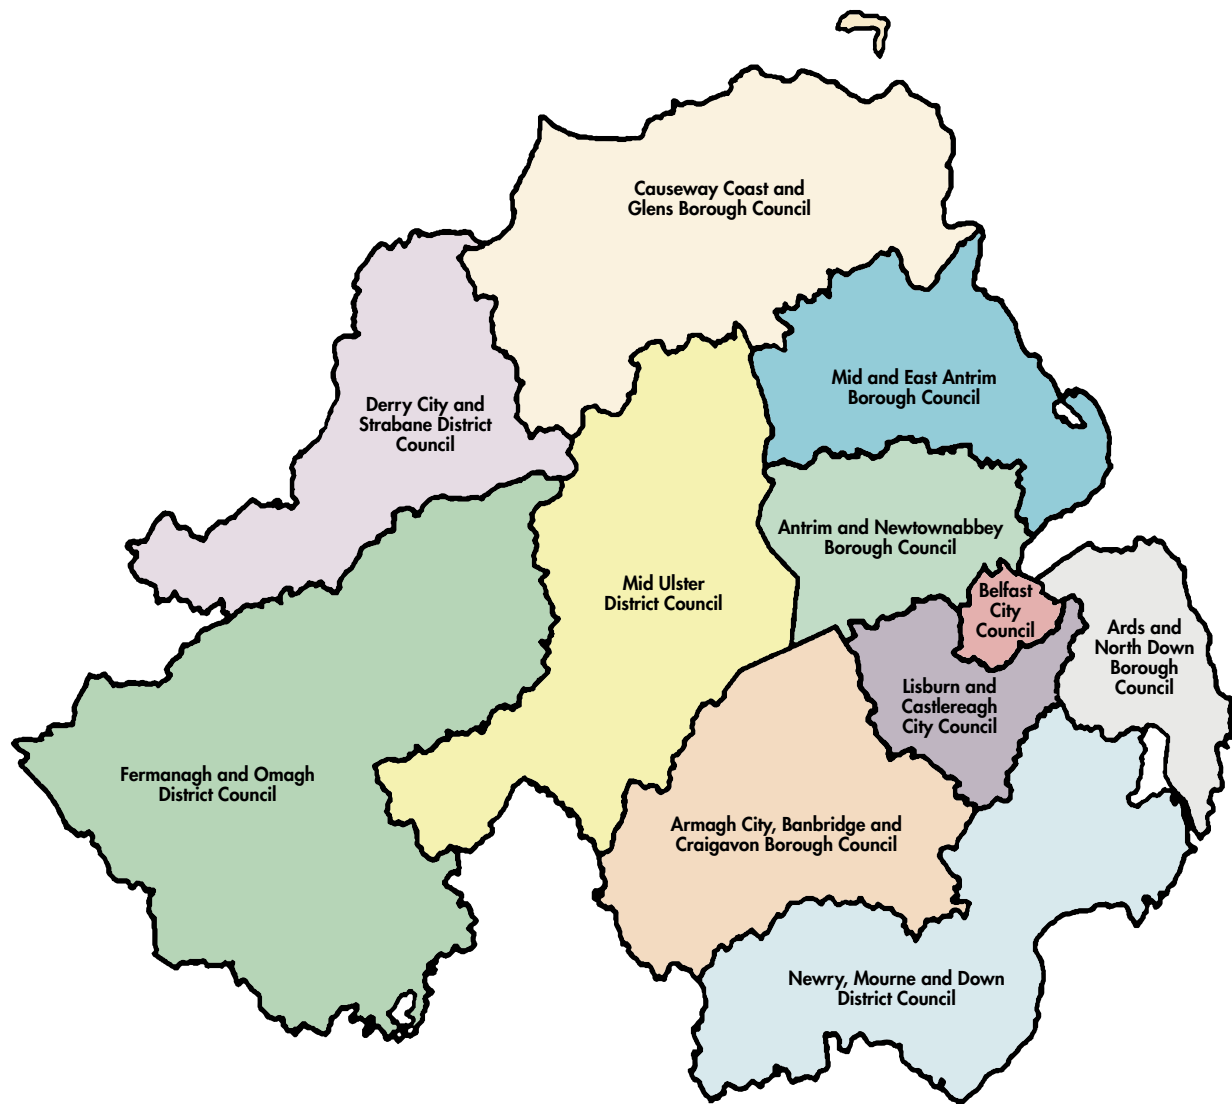 Causeway Coast and
Glens Borough Council
Mid and East Antrim
Borough Council
Derry City and
Strabane District
Council
Antrim and Newtownabbey
Borough Council
Mid Ulster
District Council
Belfast
City
Council
Ards and
North Down
Borough
Council
Lisburn and
Castlereagh
City Council
Fermanagh and Omagh
District Council
Armagh City, Banbridge and
Craigavon Borough Council
Newry, Mourne and Down
District Council